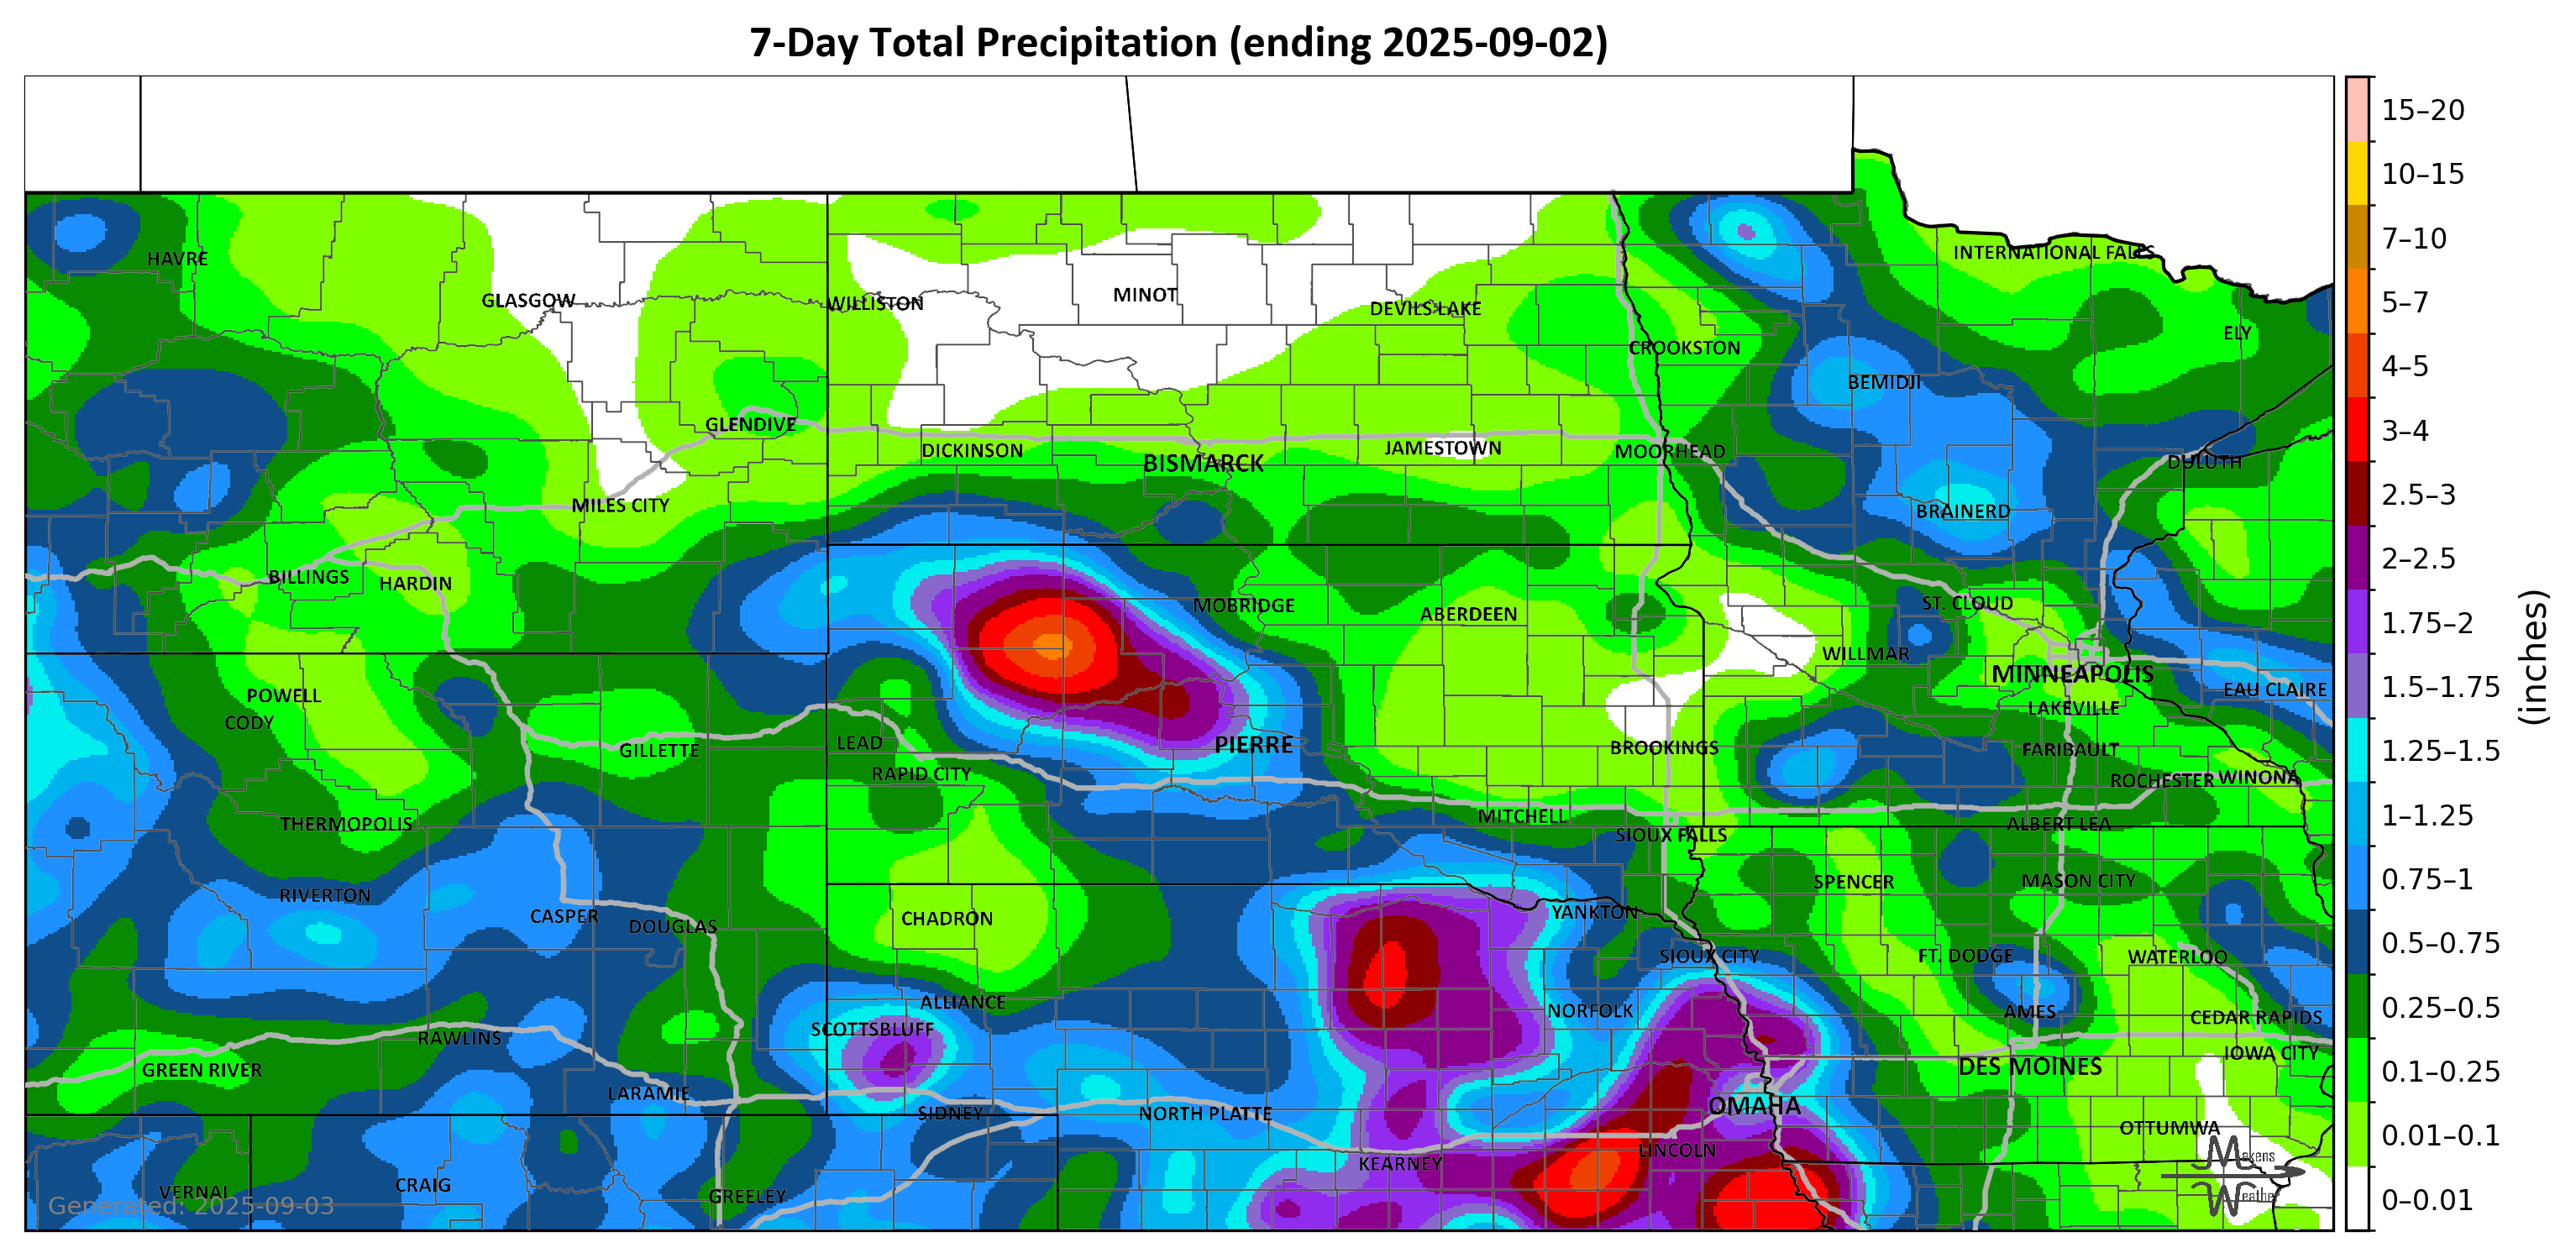 7-Day Total Precipitation (ending 2025-09-02)
15–20
10–15
7–10
5–7
4–5
3–4
2.5–3
2–2.5
1.75–2
1.5–1.75
1.25–1.5
1–1.25
0.75–1
0.5–0.75
0.25–0.5
0.1–0.25
0.01–0.1
0–0.01
(inches)
HAVRE
INTERNATIONAL FALLS
GLASGOW
WILLISTON
MINOT
DEVILS LAKE
ELY
CROOKSTON
BEMIDJI
GLENDIVE
DICKINSON
BISMARCK
JAMESTOWN
MOORHEAD
DULUTH
MILES CITY
BRAINERD
BILLINGS
HARDIN
MOBRIDGE
ABERDEEN
ST. CLOUD
WILLMAR
MINNEAPOLIS
POWELL
EAU CLAIRE
CODY
LAKEVILLE
GILLETTE
LEAD
PIERRE
BROOKINGS
FARIBAULT
RAPID CITY
ROCHESTER
WINONA
THERMOPOLIS
MITCHELL
SIOUX FALLS
ALBERT LEA
RIVERTON
SPENCER
MASON CITY
CASPER
DOUGLAS
CHADRON
YANKTON
SIOUX CITY
FT. DODGE
WATERLOO
ALLIANCE
NORFOLK
AMES
CEDAR RAPIDS
SCOTTSBLUFF
RAWLINS
GREEN RIVER
DES MOINES
IOWA CITY
LARAMIE
SIDNEY
NORTH PLATTE
OMAHA
OTTUMWA
KEARNEY
LINCOLN
VERNAL
CRAIG
GREELEY
Generated: 2025-09-03
Makens
Weather